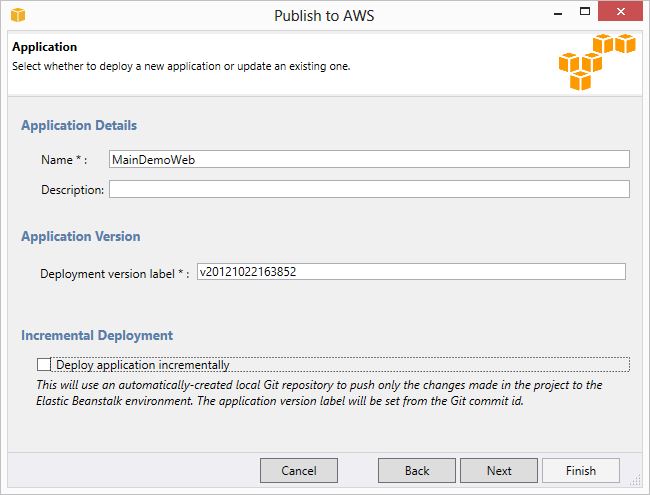 Publish to AWS
Application
Select whether to deploy a new application or update an existing one.
Application Details
Name * : MainDemoWeb
Description:
Application Version
Deployment version label * : v20121022163852
Incremental Deployment
Deploy application incrementally
This will use an automatically-created local Git repository to push only the changes made in the project to the
Elastic Beanstalk environment. The application version label will be set from the Git commit id.
Cancel Back Next Finish